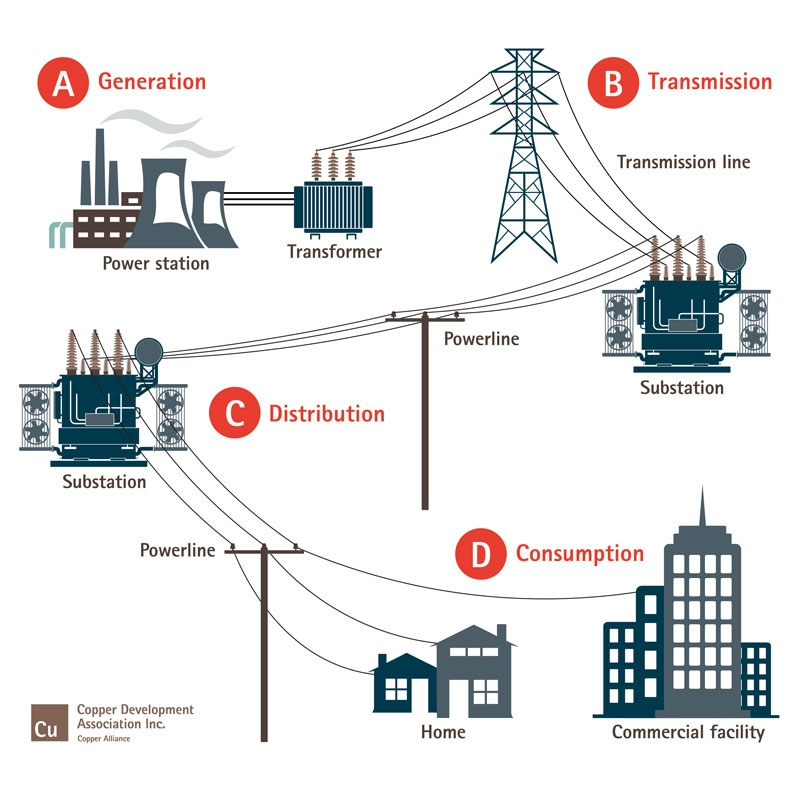 A Generation
B Transmission
Transmission line
Power station
Transformer
Powerline
Substation
C Distribution
Substation
Powerline
D Consumption
Cu
Copper Development
Association Inc.
Copper Alliance
Home
Commercial facility